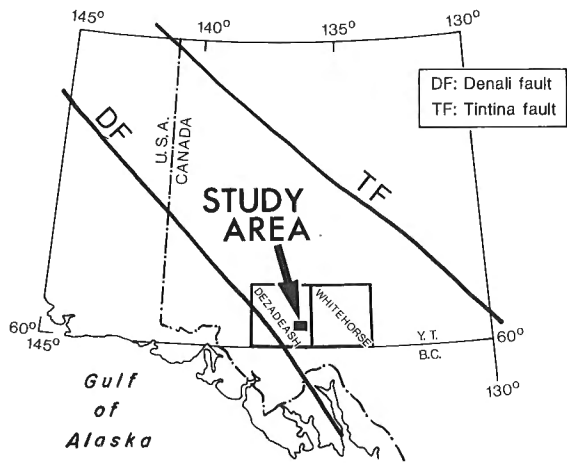 145°
140°
135°
130°
DF: Denali fault
TF: Tintina fault
DF
U.S.A.
CANADA
TF
STUDY
AREA
DEZADEASH
WHITEHORSE
60°
145°
Y.T.
B.C.
60°
130°
Gulf
of
Alaska